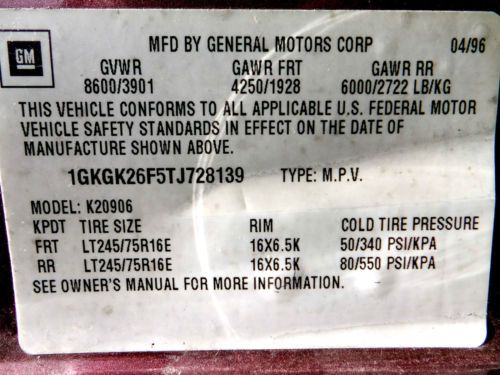 GM
MFD BY GENERAL MOTORS CORP 04/96
GVWR GAWR FRT GAWR RR
8600/3901 4250/1928 6000/2722 LB/KG
THIS VEHICLE CONFORMS TO ALL APPLICABLE U.S. FEDERAL MOTOR
VEHICLE SAFETY STANDARDS IN EFFECT ON THE DATE OF
MANUFACTURE SHOWN ABOVE.
1GKGK26F5TJ728139 TYPE: M.P.V.
MODEL: K20906
KPDT TIRE SIZE RIM COLD TIRE PRESSURE
FRT LT245/75R16E 16X6.5K 50/340 PSI/KPA
RR LT245/75R16E 16X6.5K 80/550 PSI/KPA
SEE OWNER'S MANUAL FOR MORE INFORMATION.